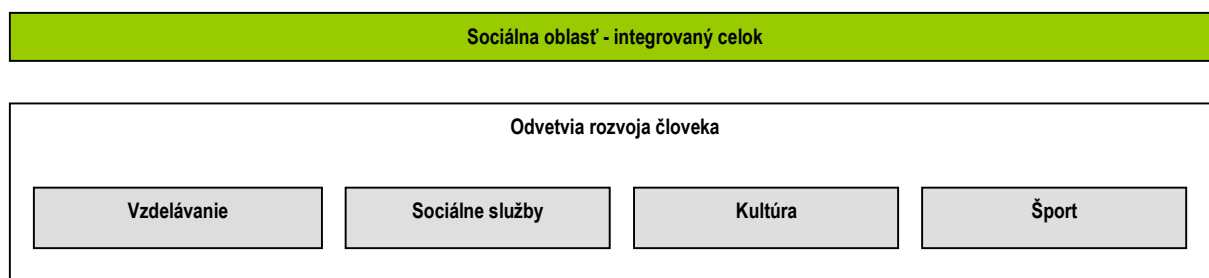 Sociálna oblasť - integrovaný celok
Odvetvia rozvoja človeka
Vzdelávanie
Sociálne služby
Kultúra
Šport